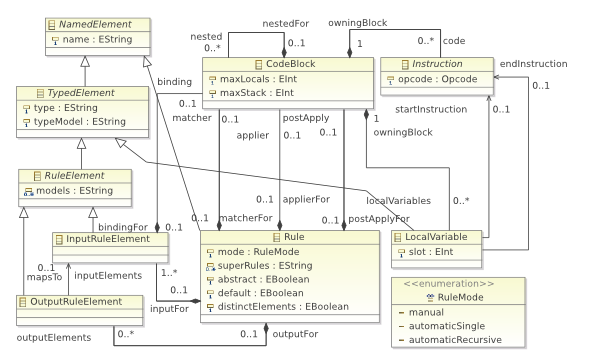 NamedElement
name : EString
nested
0..*
nestedFor
0..1
owningBlock
1
0..*
code
CodeBlock
maxLocals : EInt
maxStack : EInt
Instruction
opcode : Opcode
endInstruction
0..1
binding
0..1
TypedElement
type : EString
typeModel : EString
matcher
0..1
applier
postApply
0..1
0..1
1
owningBlock
startInstruction
0..1
RuleElement
models : EString
0..1
matcherFor
0..1
applierFor
0..1
postApplyFor
localVariables
0..*
bindingFor
0..1
InputRuleElement
Rule
mode : RuleMode
superRules : EString
abstract : EBoolean
default : EBoolean
distinctElements : EBoolean
LocalVariable
slot : EInt
0..1
mapsTo
inputElements
1..*
0..1
inputFor
OutputRuleElement
outputElements
0..*
0..1
outputFor
<<enumeration>>
RuleMode
manual
automaticSingle
automaticRecursive